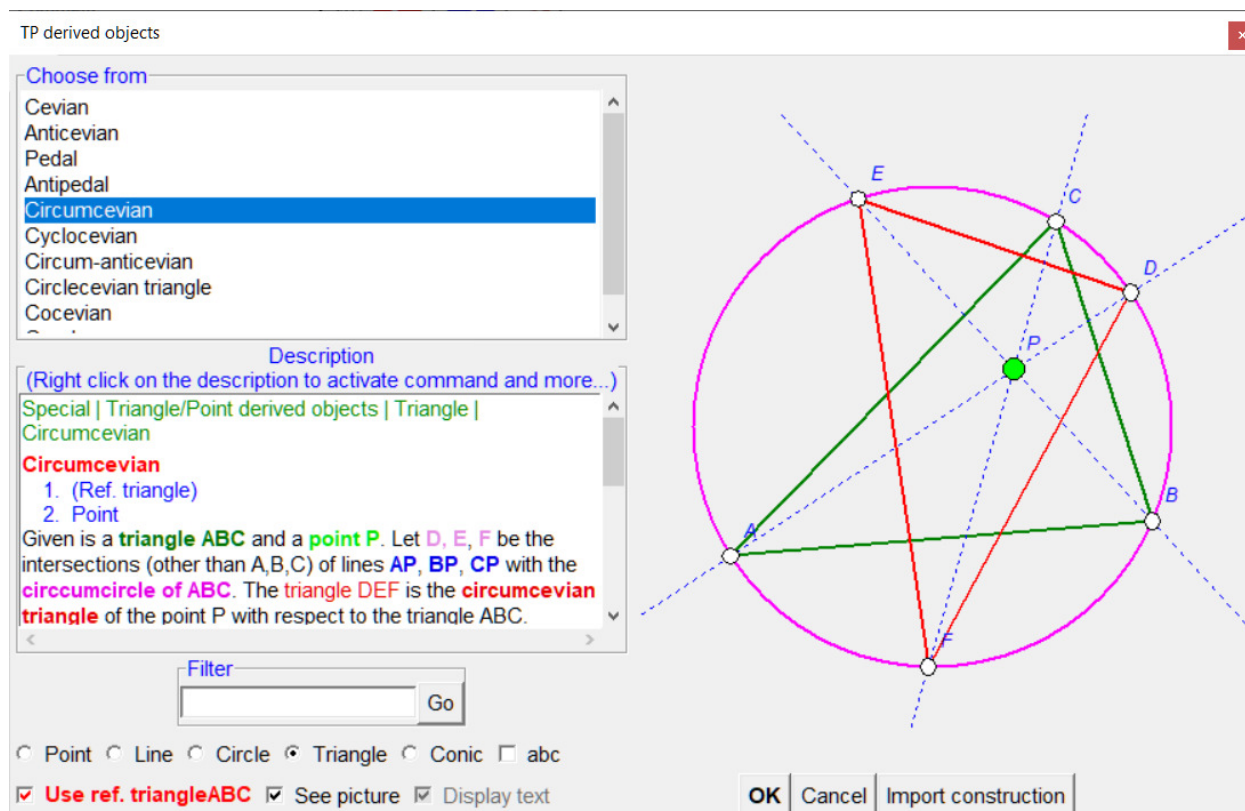 TP derived objects
Choose from
Cevian
Anticevian
Pedal
Antipedal
Circumcevian
Cyclocevian
Circum-anticevian
Circlecevian triangle
Cocevian
Description
(Right click on the description to activate command and more...)
Special | Triangle/Point derived objects | Triangle |
Circumcevian
Circumcevian
1. (Ref. triangle)
2. Point
Given is a triangle ABC and a point P. Let D, E, F be the
intersections (other than A,B,C) of lines AP, BP, CP with the
circcumcircle of ABC. The triangle DEF is the circumcevian
triangle of the point P with respect to the triangle ABC.
Filter
Go
Point Line Circle Triangle Conic abc
Use ref. triangleABC See picture Display text
E
C
D
P
B
A
F
OK Cancel Import construction